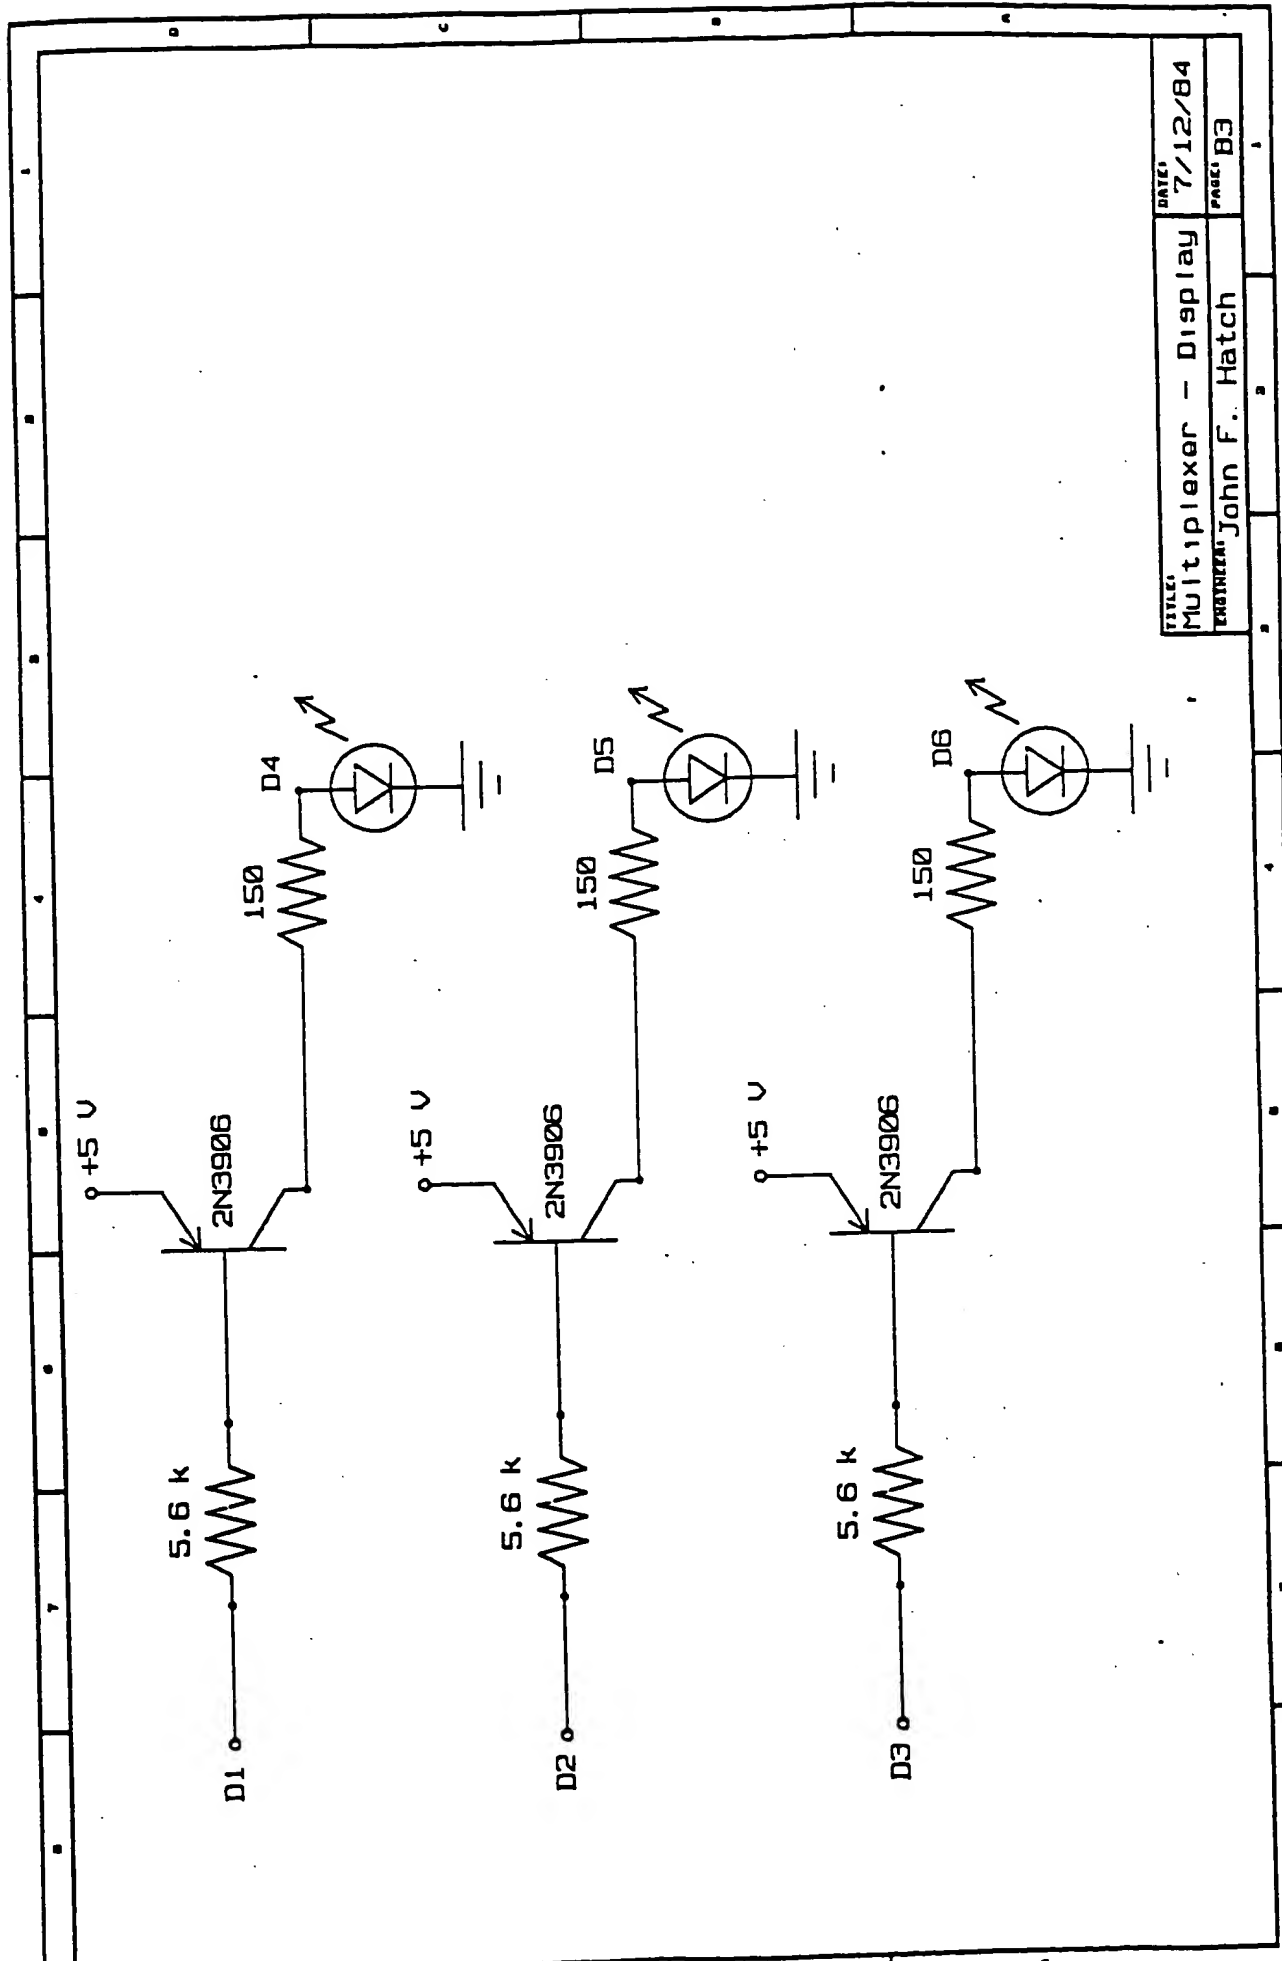 +5 V
2N3906
5.6 k
D1
150
D4
+5 V
2N3906
5.6 k
D2
150
D5
+5 V
2N3906
5.6 k
D3
150
D6
TITLE:
Multiplexer - Display
DATE:
7/12/84
ENGINEER: John F. Hatch
PAGE: B3